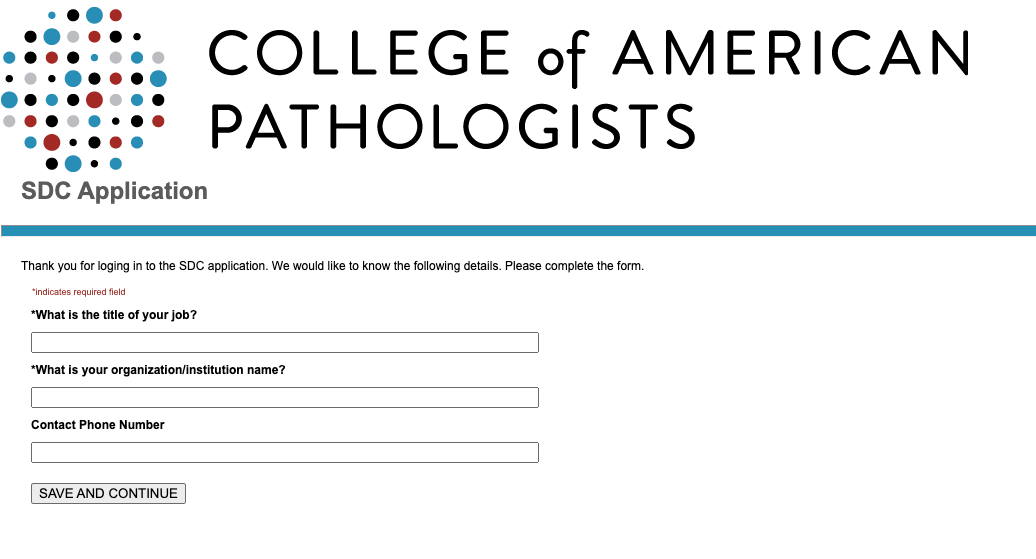 COLLEGE of AMERICAN
PATHOLOGISTS
SDC Application
Thank you for loging in to the SDC application. We would like to know the following details. Please complete the form.
*indicates required field
*What is the title of your job?
*What is your organization/institution name?
Contact Phone Number
SAVE AND CONTINUE